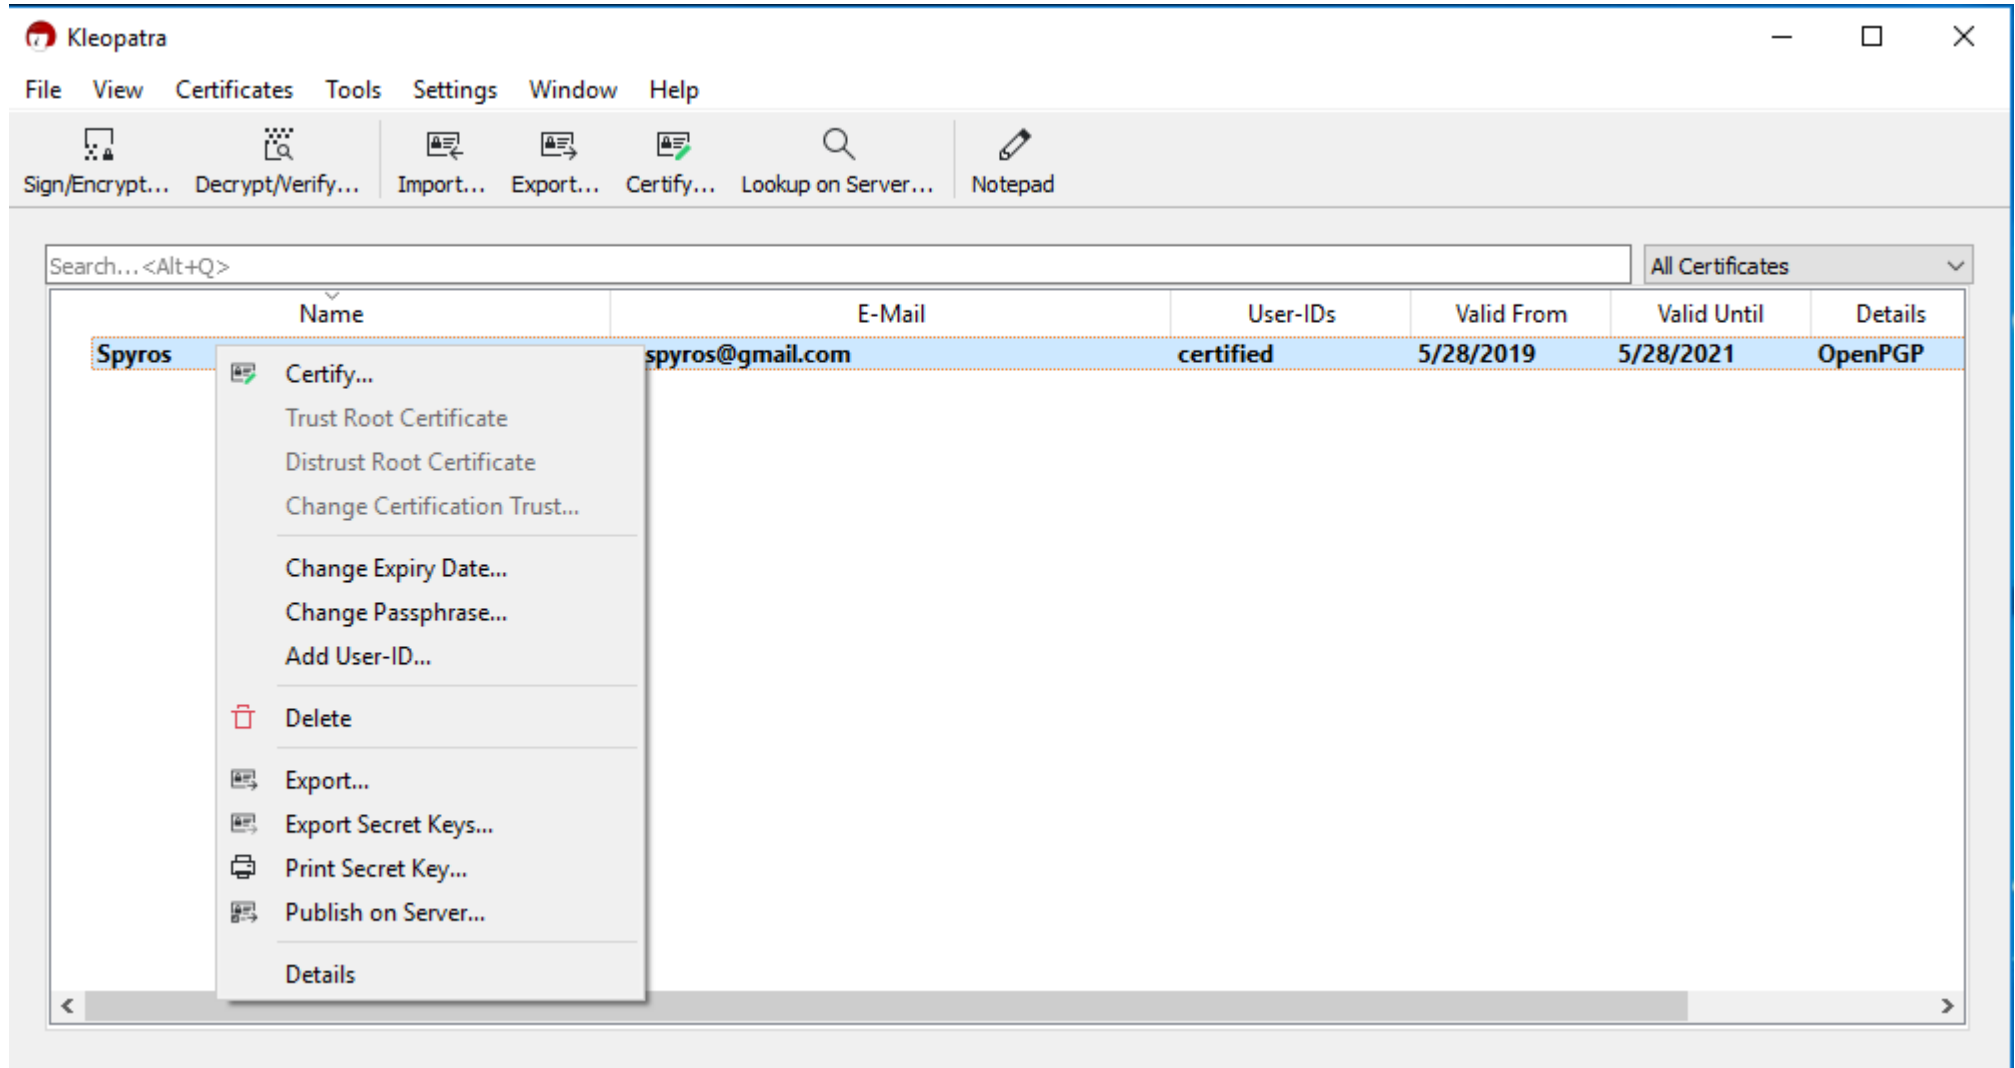 Kleopatra
File View Certificates Tools Settings Window Help
Sign/Encrypt... Decrypt/Verify... Import... Export... Certify... Lookup on Server... Notepad
Search...<Alt+Q> All Certificates
Name E-Mail User-IDs Valid From Valid Until Details
Spyros spyros@gmail.com certified 5/28/2019 5/28/2021 OpenPGP
Certify...
Trust Root Certificate
Distrust Root Certificate
Change Certification Trust...
Change Expiry Date...
Change Passphrase...
Add User-ID...
Delete
Export...
Export Secret Keys...
Print Secret Key...
Publish on Server...
Details